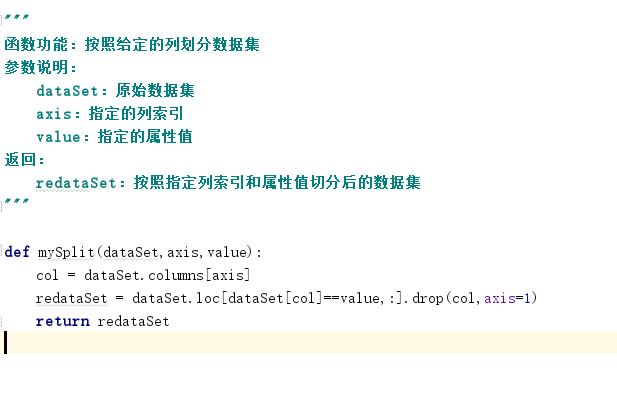 """
函数功能：按照给定的列划分数据集
参数说明：
    dataSet：原始数据集
    axis：指定的列索引
    value：指定的属性值
返回：
    redataSet：按照指定列索引和属性值切分后的数据集
"""
def mySplit(dataSet,axis,value):
    col = dataSet.columns[axis]
    redataSet = dataSet.loc[dataSet[col]==value,:].drop(col,axis=1)
    return redataSet